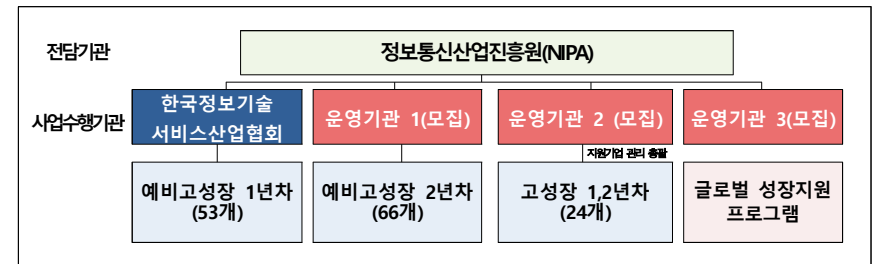 전담기관
정보통신산업진흥원(NIPA)
사업수행기관
한국정보기술
서비스산업협회
운영기관 1(모집)
운영기관 2 (모집)
운영기관 3(모집)
지원기업 관리 총괄
예비고성장 1년차
(53개)
예비고성장 2년차
(66개)
고성장 1,2년차
(24개)
글로벌 성장지원
프로그램